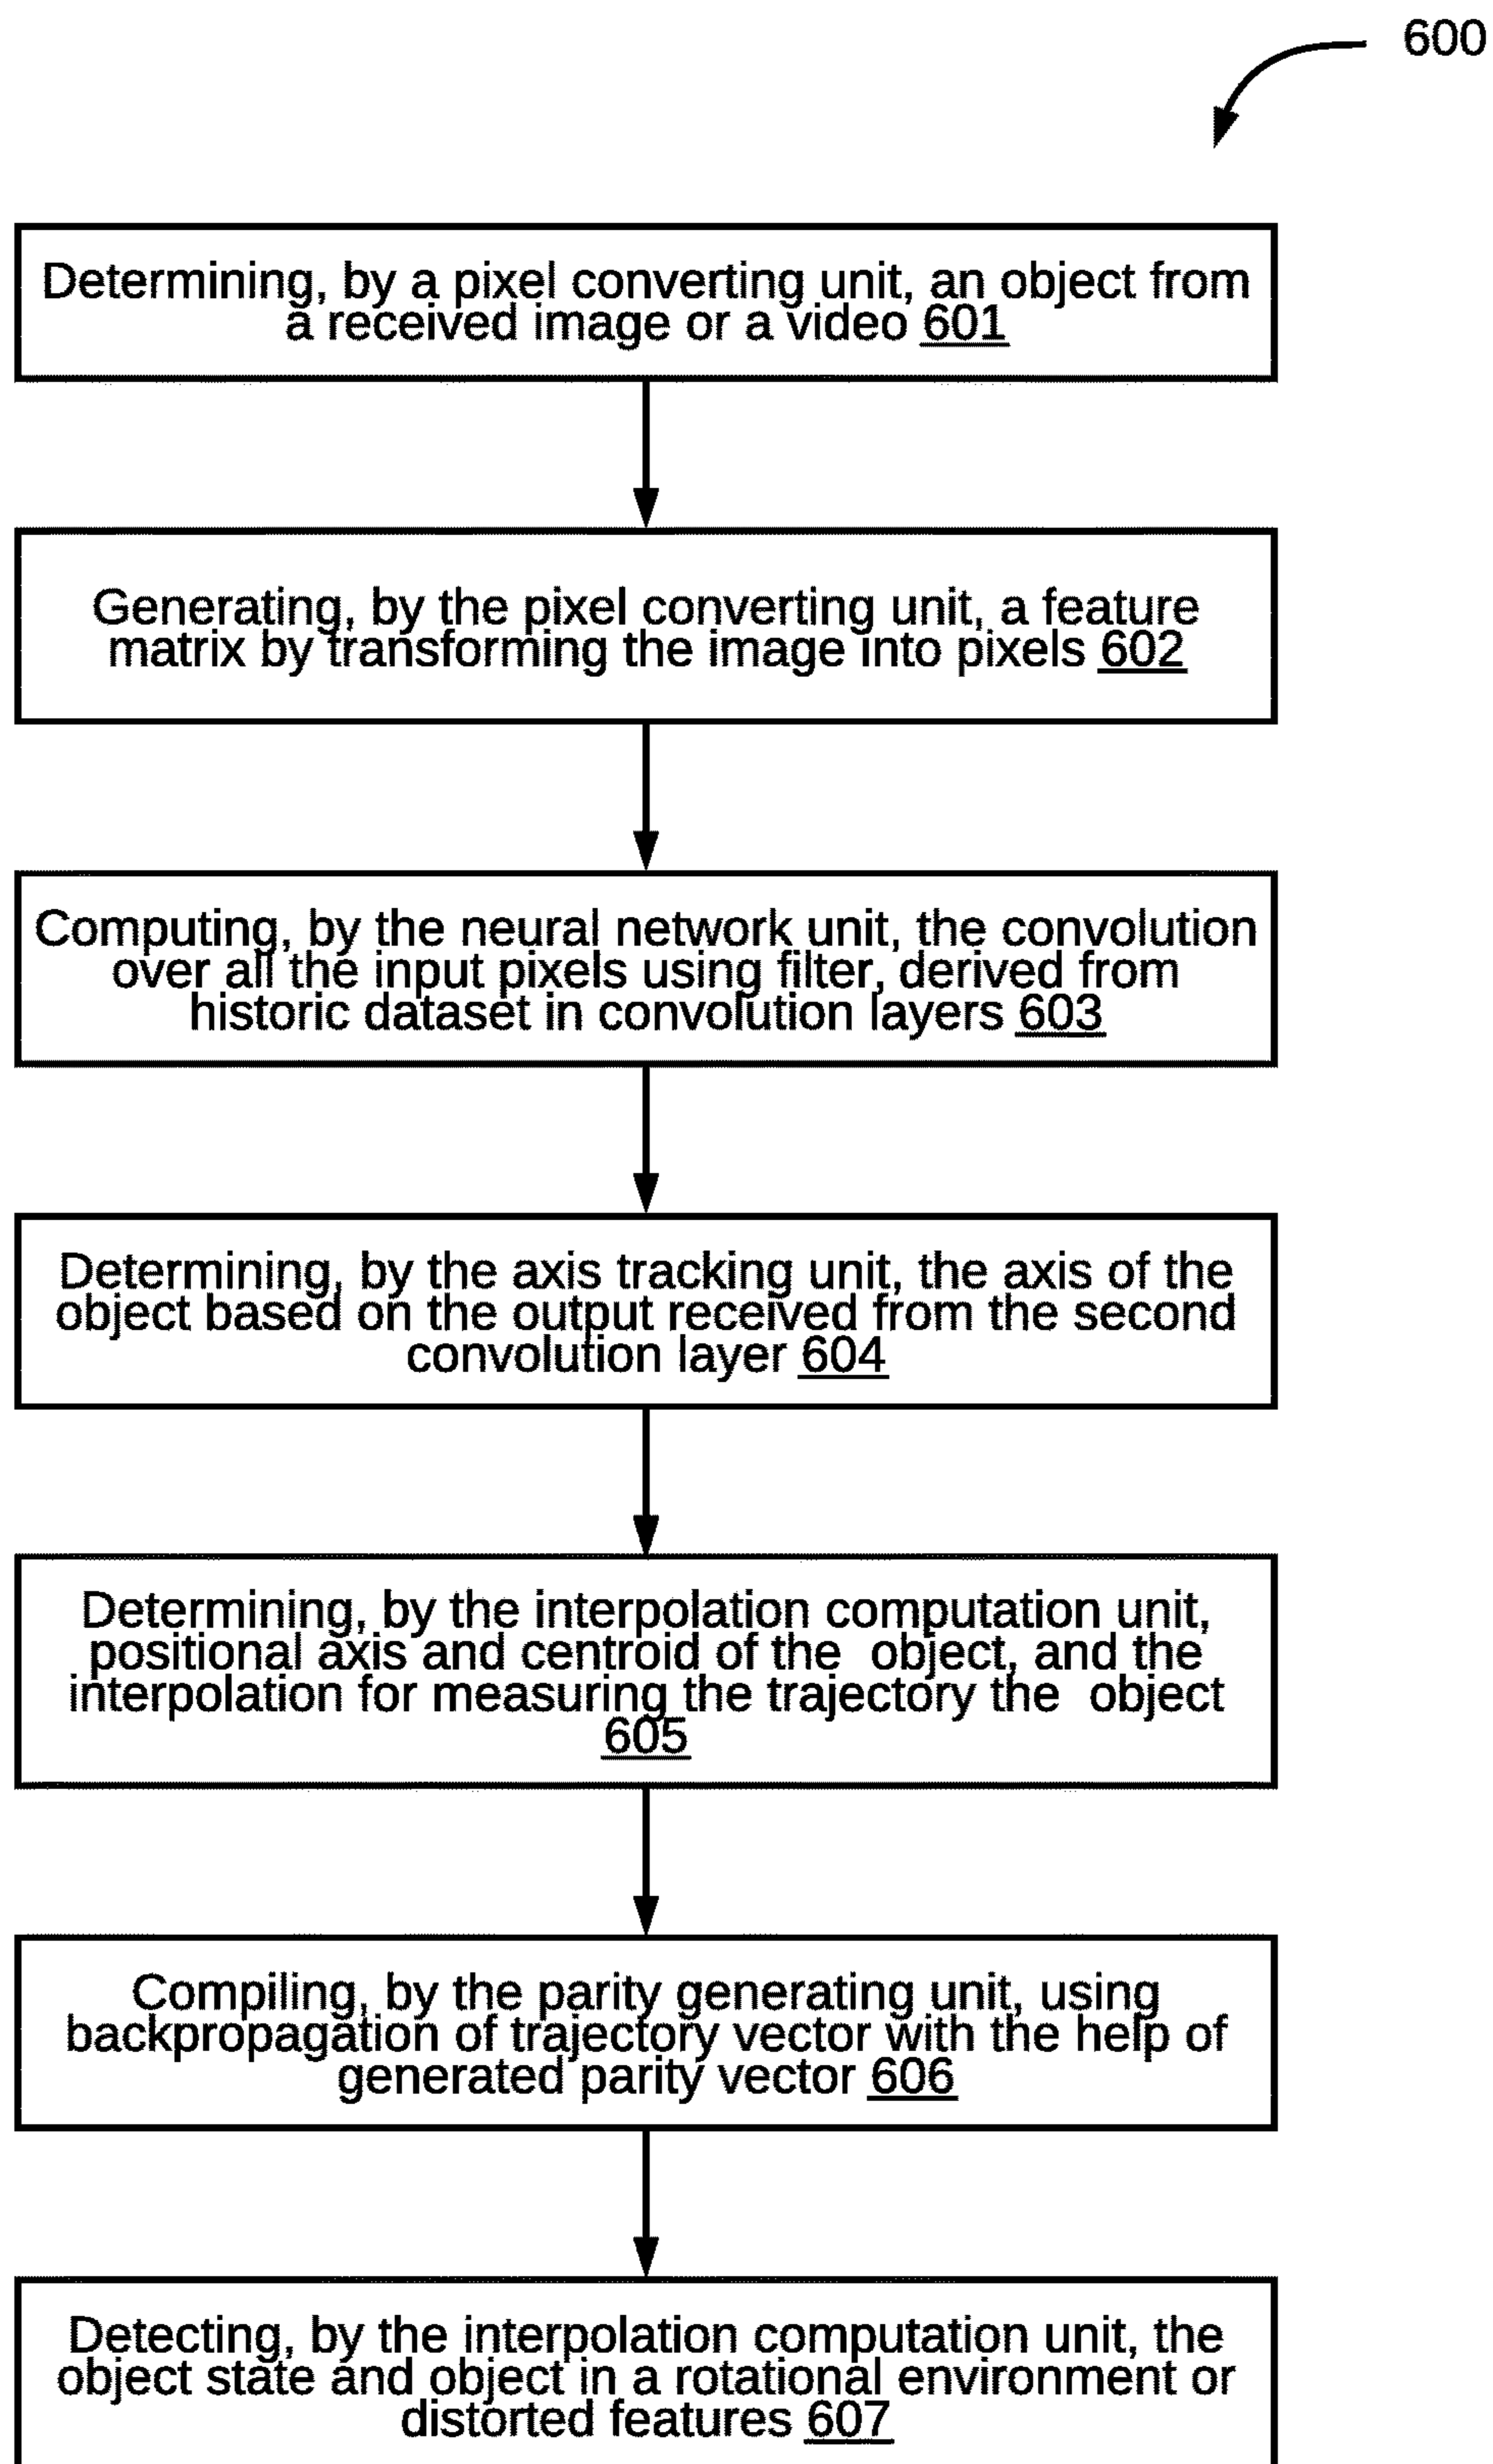 600
Determining, by a pixel converting unit, an object from
a received image or a video 601
Generating, by the pixel converting unit, a feature
matrix by transforming the image into pixels 602
Computing, by the neural network unit, the convolution
over all the input pixels using filter, derived from
historic dataset in convolution layers 603
Determining, by the axis tracking unit, the axis of the
object based on the output received from the second
convolution layer 604
Determining, by the interpolation computation unit,
positional axis and centroid of the object, and the
interpolation for measuring the trajectory the object
605
Compiling, by the parity generating unit, using
backpropagation of trajectory vector with the help of
generated parity vector 606
Detecting, by the interpolation computation unit, the
object state and object in a rotational environment or
distorted features 607